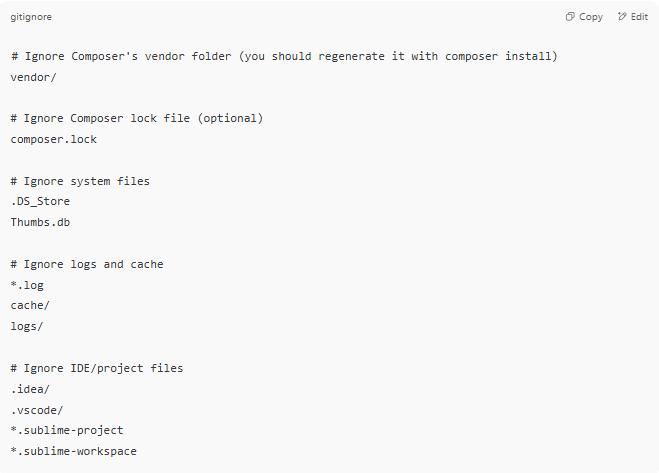 gitignore
Copy Edit
# Ignore Composer's vendor folder (you should regenerate it with composer install)
vendor/
# Ignore Composer lock file (optional)
composer.lock
# Ignore system files
.DS_Store
Thumbs.db
# Ignore logs and cache
*.log
cache/
logs/
# Ignore IDE/project files
.idea/
.vscode/
*.sublime-project
*.sublime-workspace